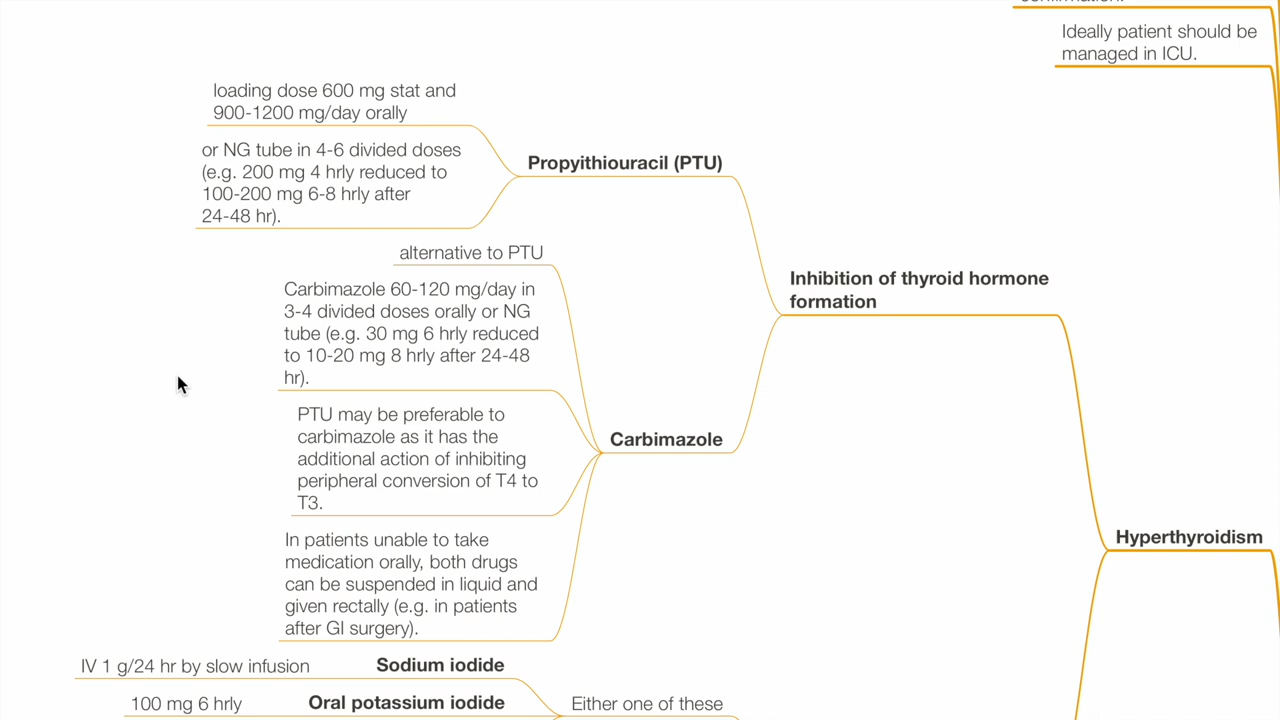 Ideally patient should be
managed in ICU.
loading dose 600 mg stat and
900-1200 mg/day orally
or NG tube in 4-6 divided doses
(e.g. 200 mg 4 hrly reduced to
100-200 mg 6-8 hrly after
24-48 hr).
Propyithiouracil (PTU)
alternative to PTU
Carbimazole 60-120 mg/day in
3-4 divided doses orally or NG
tube (e.g. 30 mg 6 hrly reduced
to 10-20 mg 8 hrly after 24-48
hr).
PTU may be preferable to
carbimazole as it has the
additional action of inhibiting
peripheral conversion of T4 to
T3.
In patients unable to take
medication orally, both drugs
can be suspended in liquid and
given rectally (e.g. in patients
after GI surgery).
Carbimazole
Inhibition of thyroid hormone
formation
Hyperthyroidism
IV 1 g/24 hr by slow infusion
Sodium iodide
100 mg 6 hrly
Oral potassium iodide
Either one of these